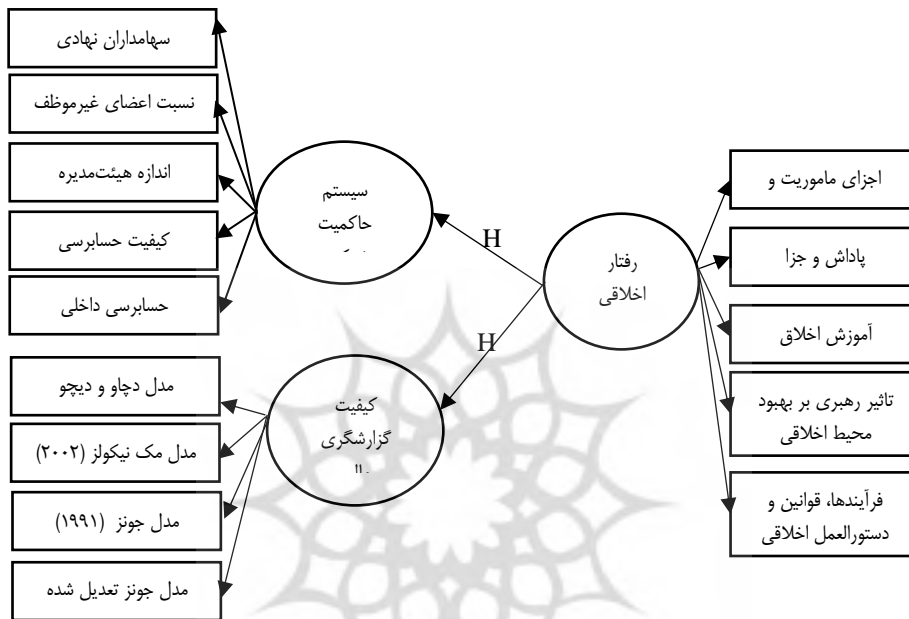 اجزای ماموریت و
پاداش و جزا
آموزش اخلاق
تاثیر رهبری بر بهبود
محیط اخلاقی
فرآیندها، قوانین و
دستورالعمل اخلاقی
رفتار
اخلاقی
H
H
سیستم
حاکمیت
کیفیت
گزارشگری
سهامداران نهادی
نسبت اعضای غیرموظف
اندازه هیئت‌مدیره
کیفیت حسابرسی
حسابرسی داخلی
مدل دچاو و دیچو
مدل مک نیکولز (۲۰۰۲)
مدل جونز (۱۹۹۱)
مدل جونز تعدیل شده